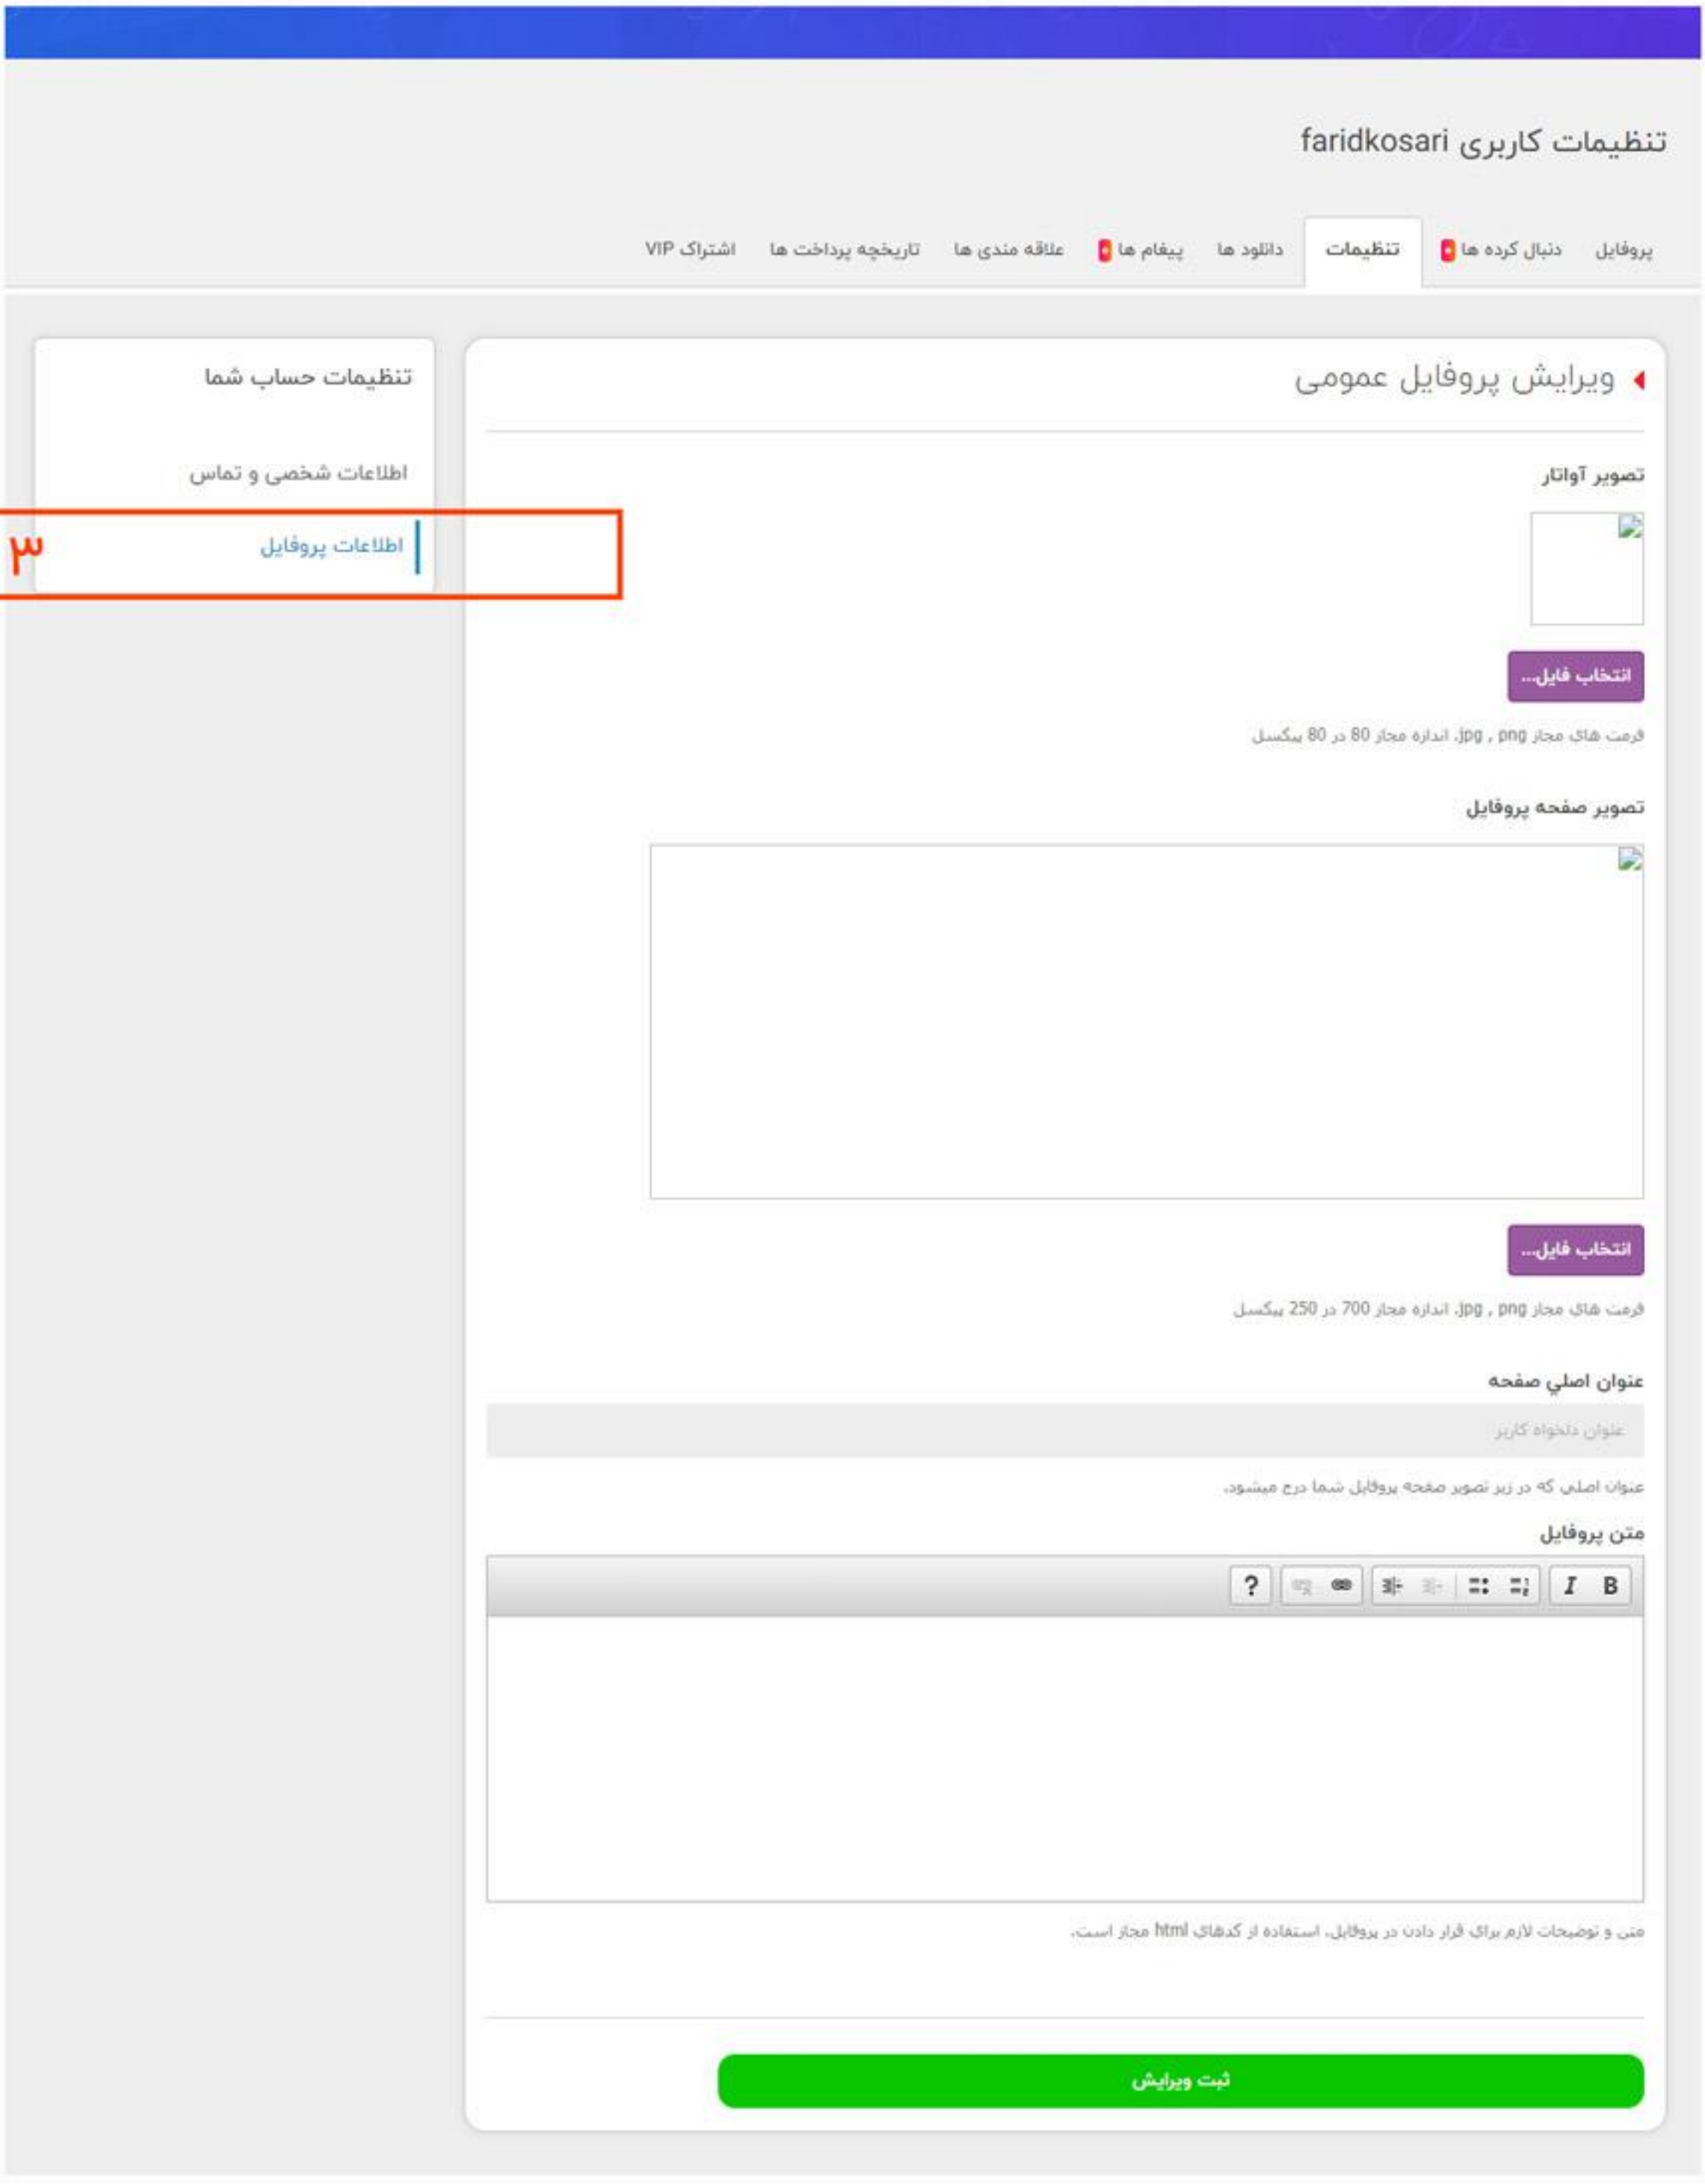 تنظیمات کاربری faridkosari
پروفایل دنبال کرده ها تنظیمات دانلود ها پیغام ها علاقه مندی ها تاریخچه پرداخت ها اشتراک VIP
ویرایش پروفایل عمومی
تصویر آواتار
انتخاب فایل...
فرمت های مجاز jpg , png. اندازه مجاز 80 در 80 پیکسل
تصویر صفحه پروفایل
انتخاب فایل...
فرمت های مجاز jpg , png. اندازه مجاز 700 در 250 پیکسل
عنوان اصلي صفحه
عنوان دلخواه کاربر
عنوان اصلی که در زیر تصویر صفحه پروفایل شما درج میشود.
متن پروفایل
B I ?
متن و توضیحات لازم برای قرار دادن در پروفایل. استفاده از کدهای html مجاز است.
ثبت ویرایش
تنظیمات حساب شما
اطلاعات شخصی و تماس
اطلاعات پروفایل
۳